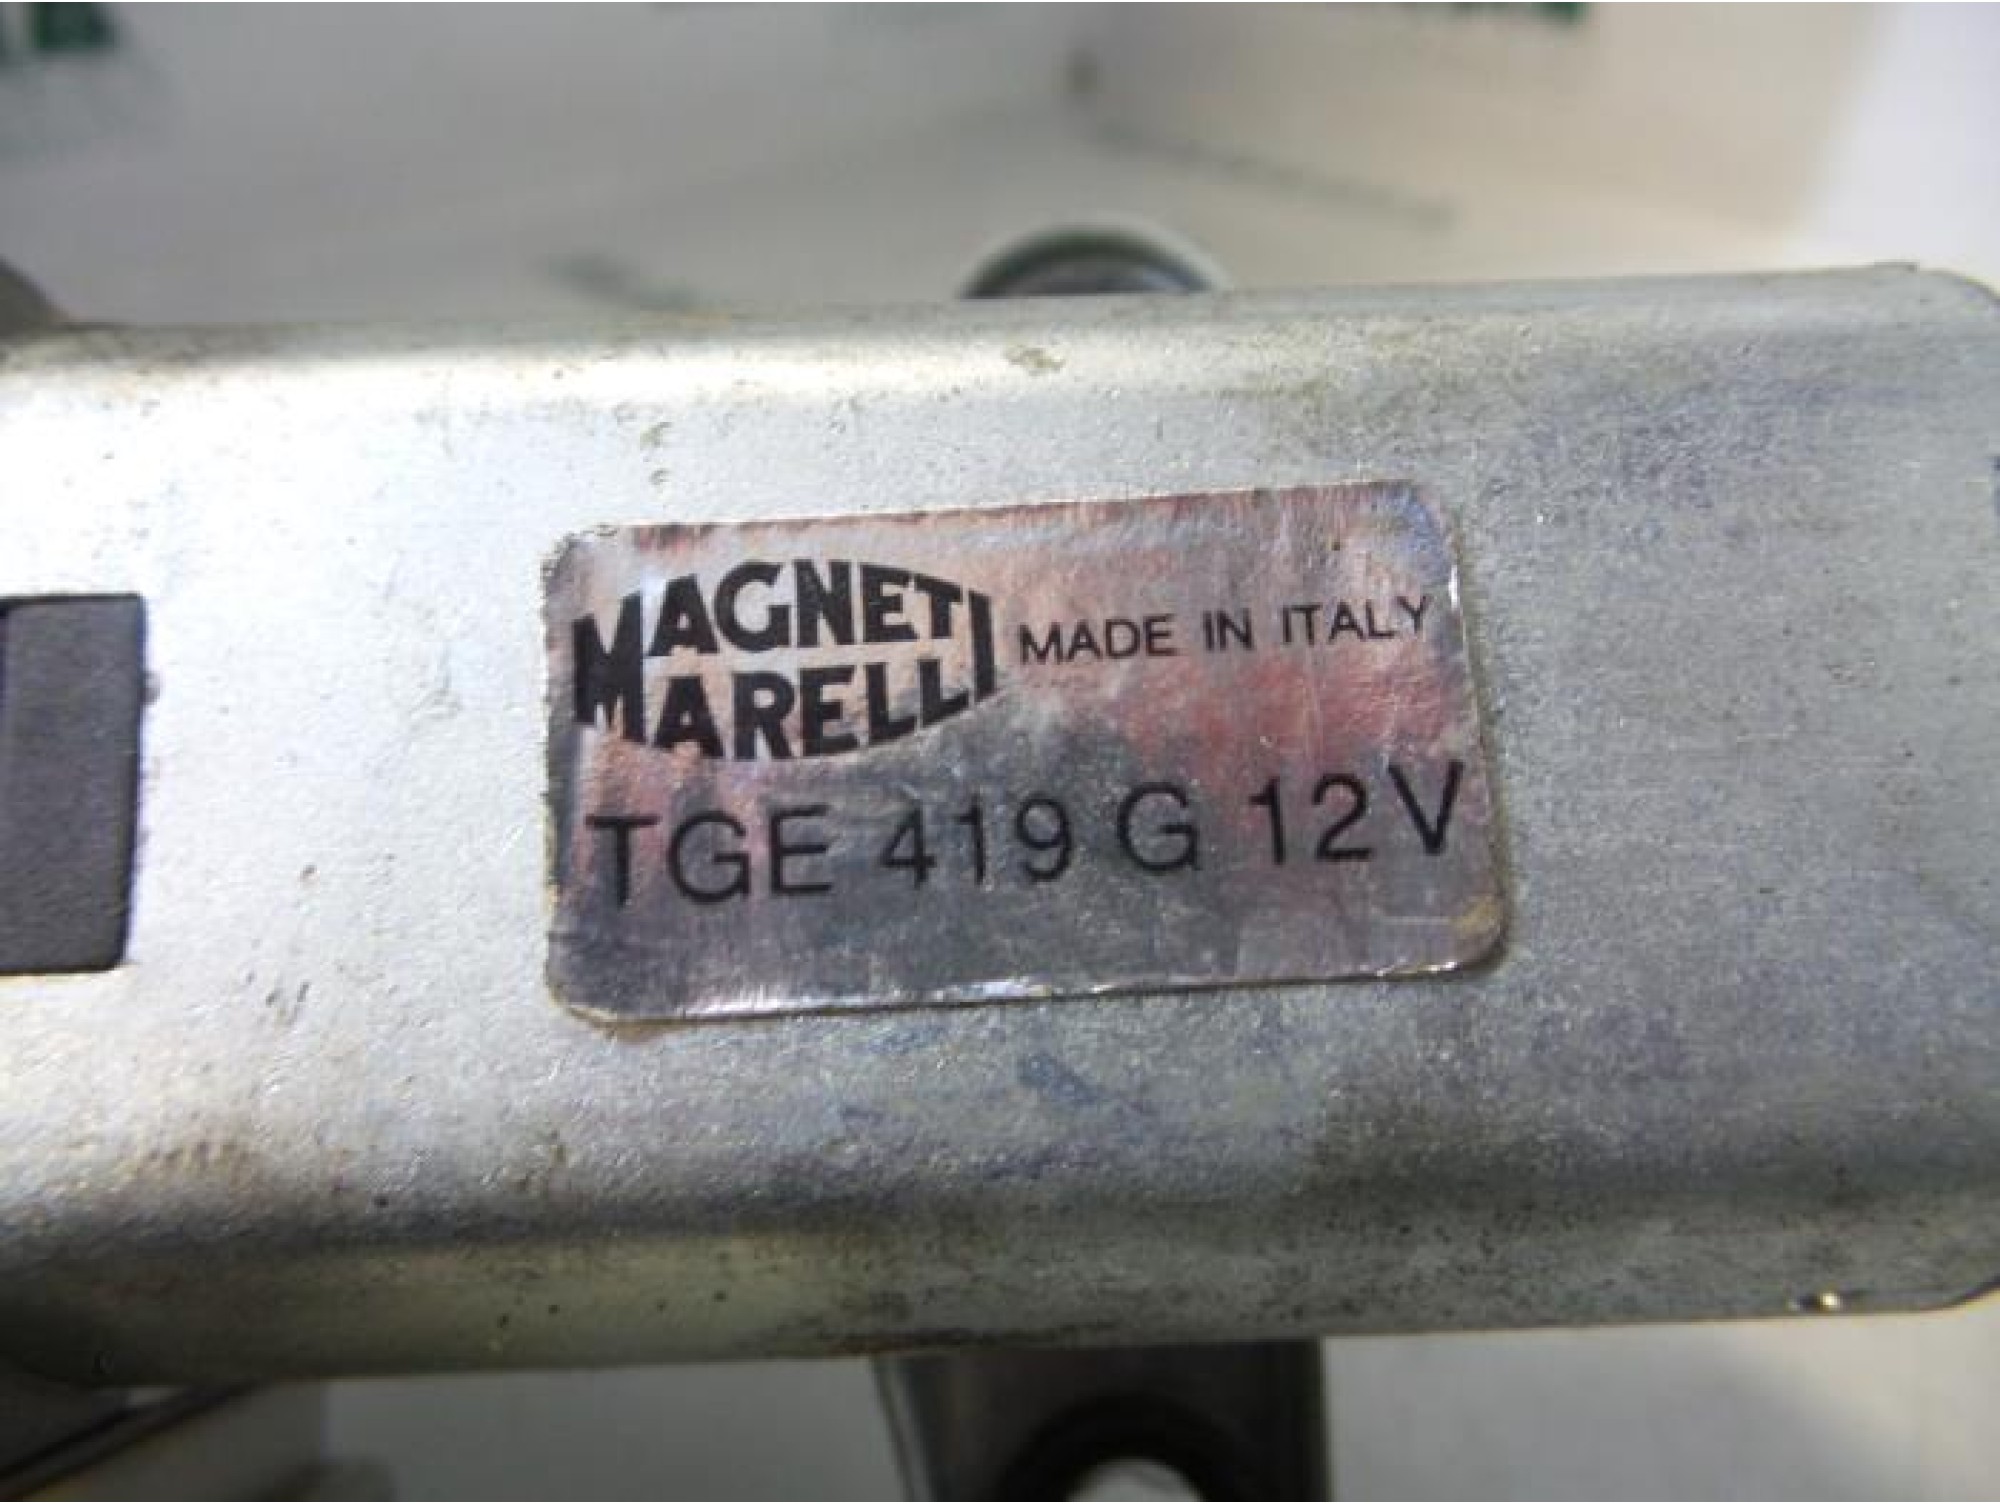 MAGNETI
MARELLI
MADE IN ITALY
TGE 419 G 12V